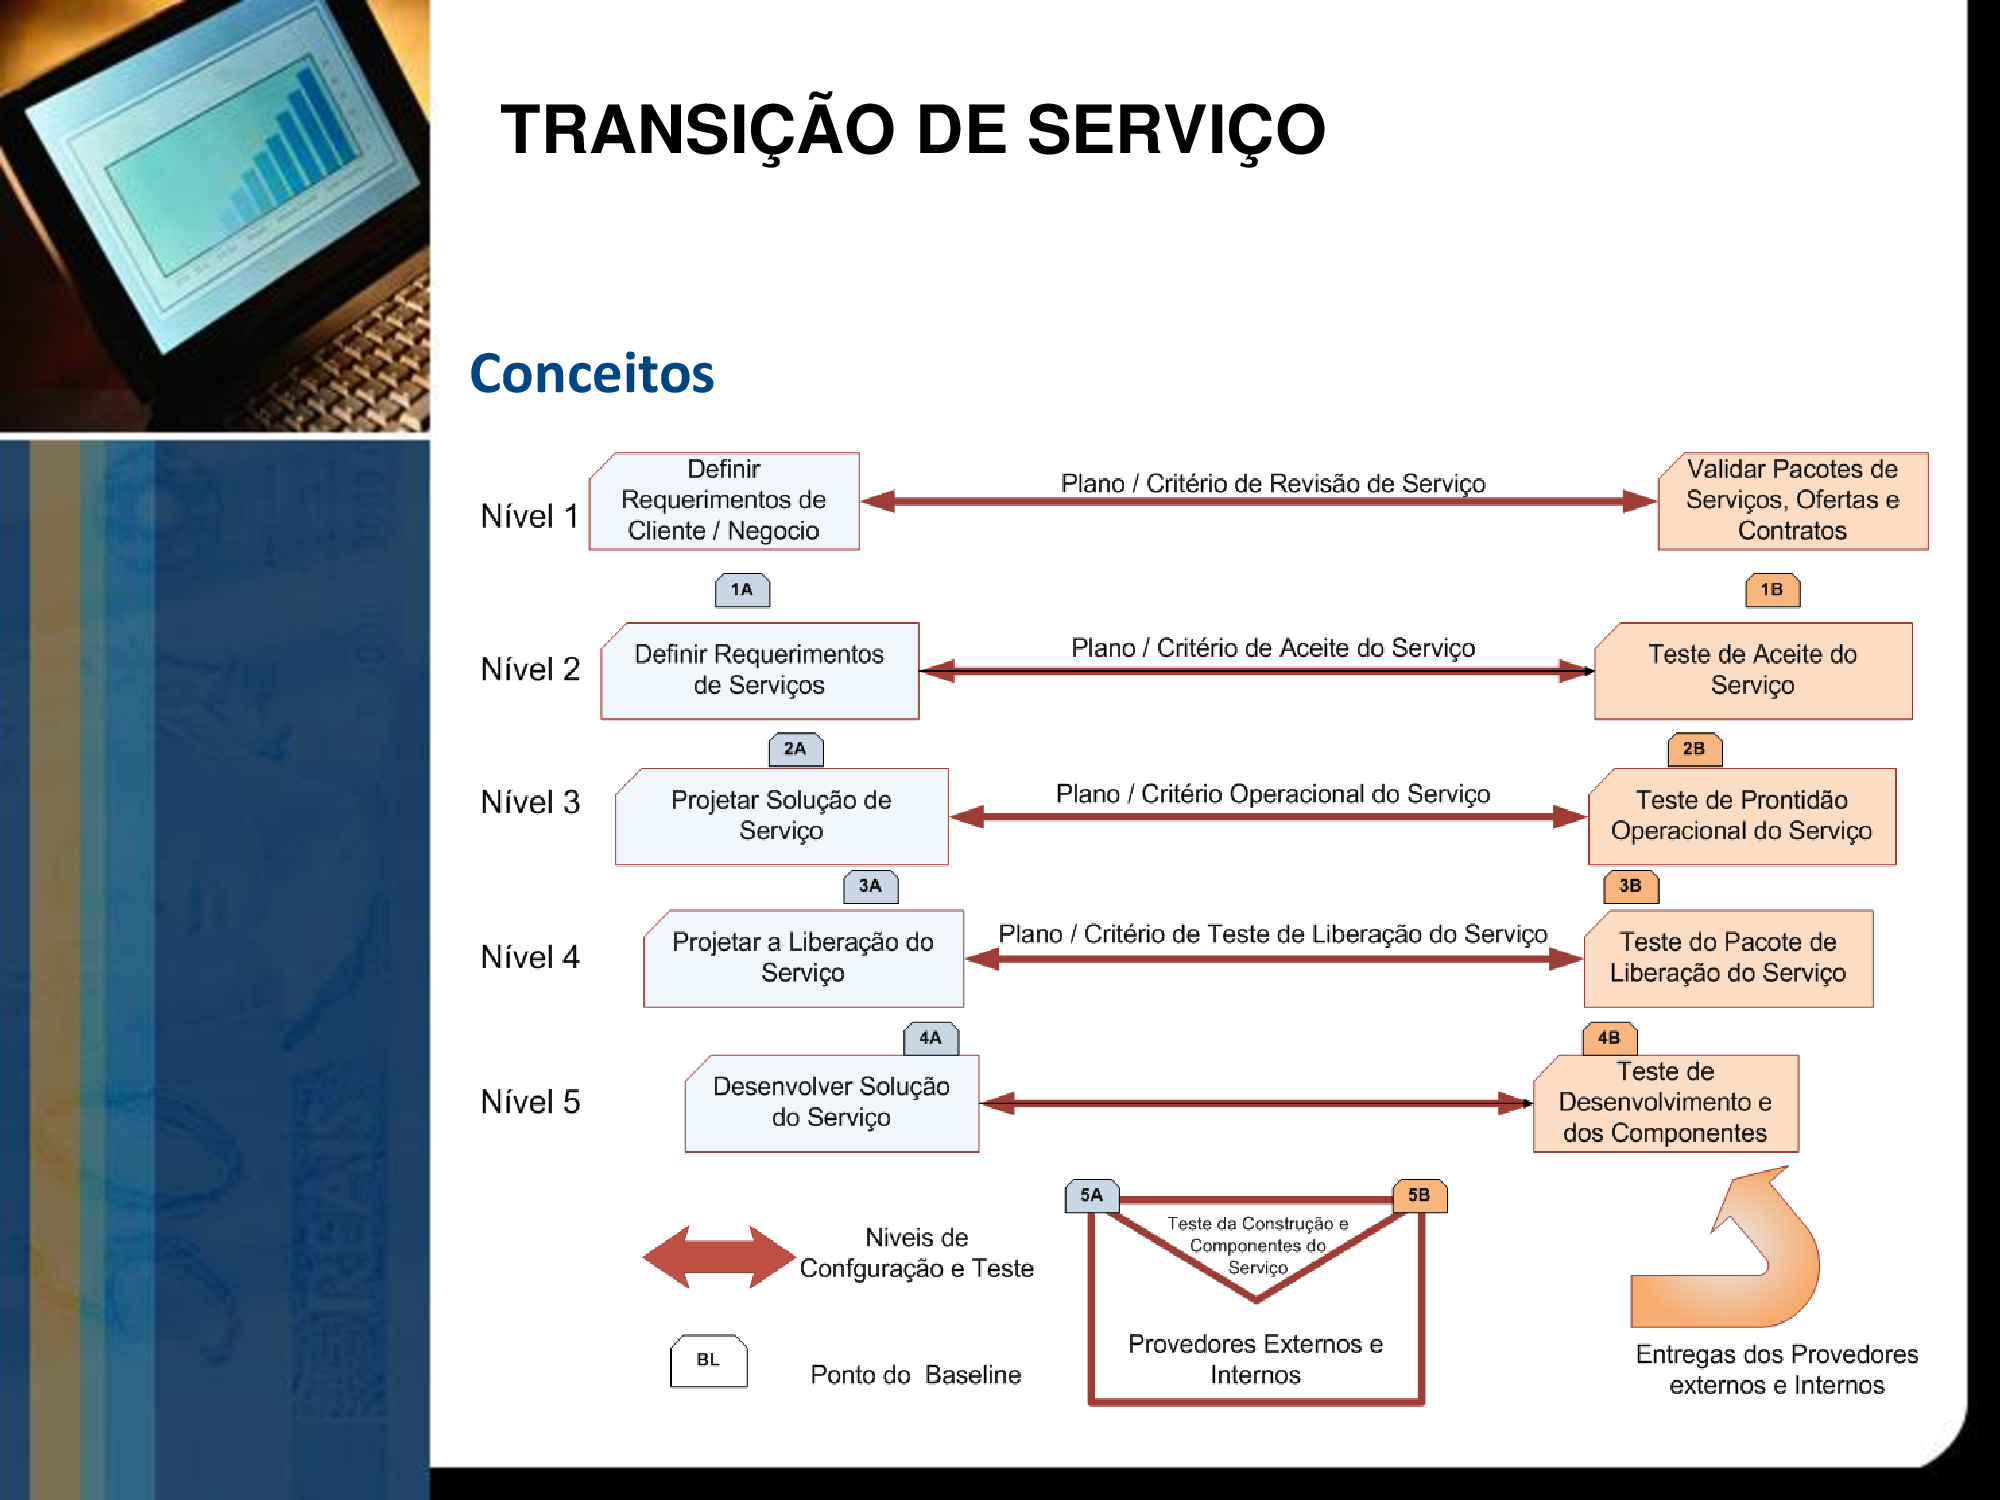 TRANSIÇÃO DE SERVIÇO
Conceitos
Nível 1
Definir
Requerimentos de
Cliente / Negocio
Plano / Critério de Revisão de Serviço
Validar Pacotes de
Serviços, Ofertas e
Contratos
1A
1B
Nível 2
Definir Requerimentos
de Serviços
Plano / Critério de Aceite do Serviço
Teste de Aceite do
Serviço
2A
2B
Nível 3
Projetar Solução de
Serviço
Plano / Critério Operacional do Serviço
Teste de Prontidão
Operacional do Serviço
3A
3B
Nível 4
Projetar a Liberação do
Serviço
Plano / Critério de Teste de Liberação do Serviço
Teste do Pacote de
Liberação do Serviço
4A
4B
Nível 5
Desenvolver Solução
do Serviço
Teste de
Desenvolvimento e
dos Componentes
5A
5B
Teste da Construção e
Componentes do
Serviço
Niveis de
Confguração e Teste
Provedores Externos e
Internos
BL
Ponto do Baseline
Entregas dos Provedores
externos e Internos